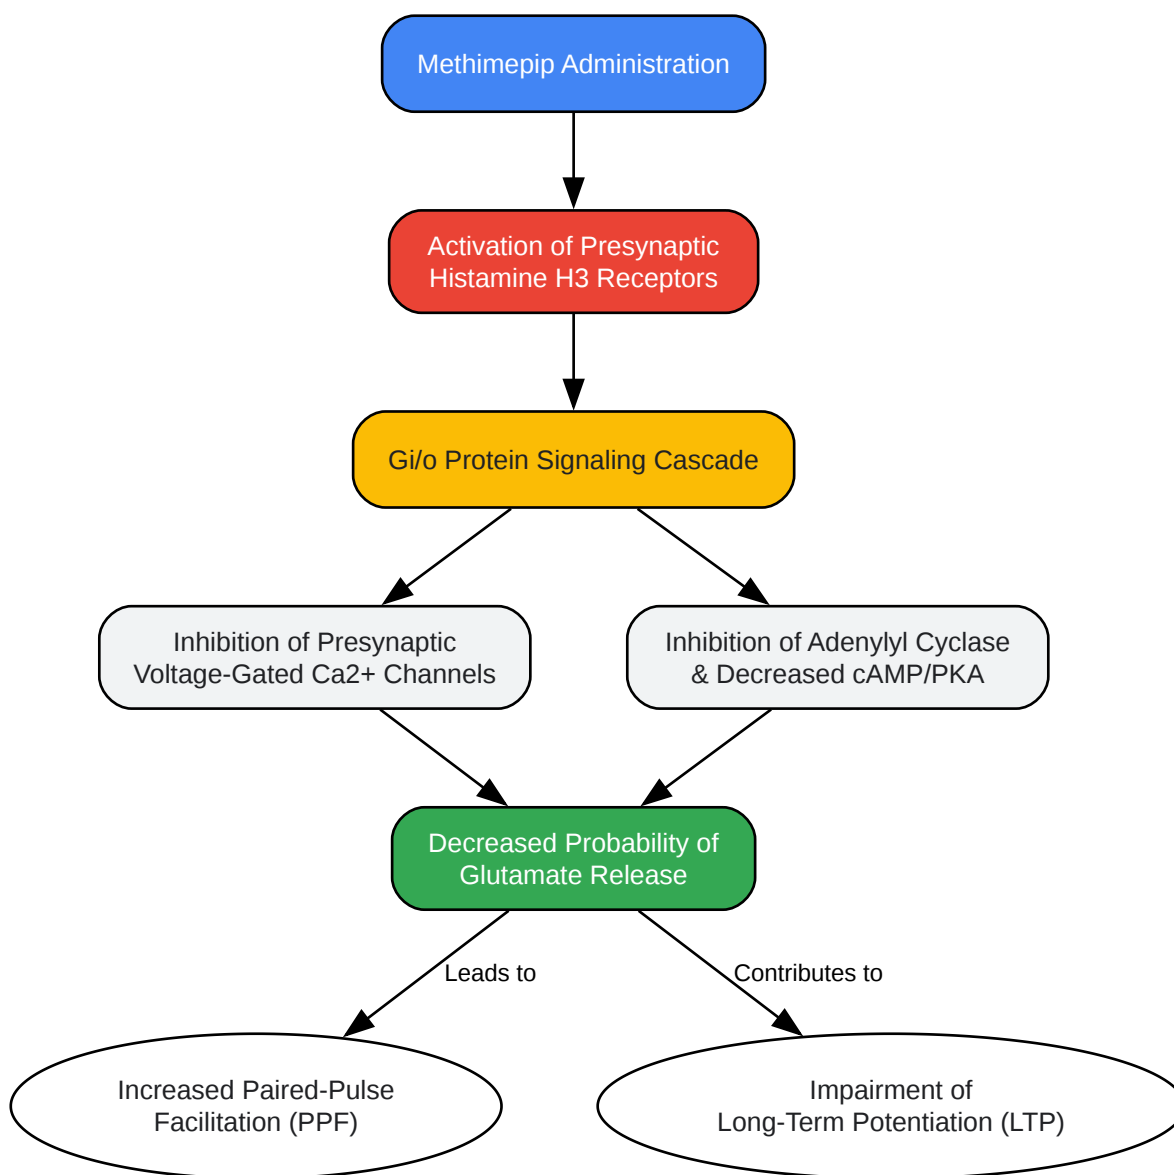 Methimepip Administration
Activation of Presynaptic
Histamine H3 Receptors
Gi/o Protein Signaling Cascade
Inhibition of Presynaptic
Voltage-Gated Ca2+ Channels
Inhibition of Adenylyl Cyclase
& Decreased cAMP/PKA
Decreased Probability of
Glutamate Release
Leads to
Contributes to
Increased Paired-Pulse
Facilitation (PPF)
Impairment of
Long-Term Potentiation (LTP)